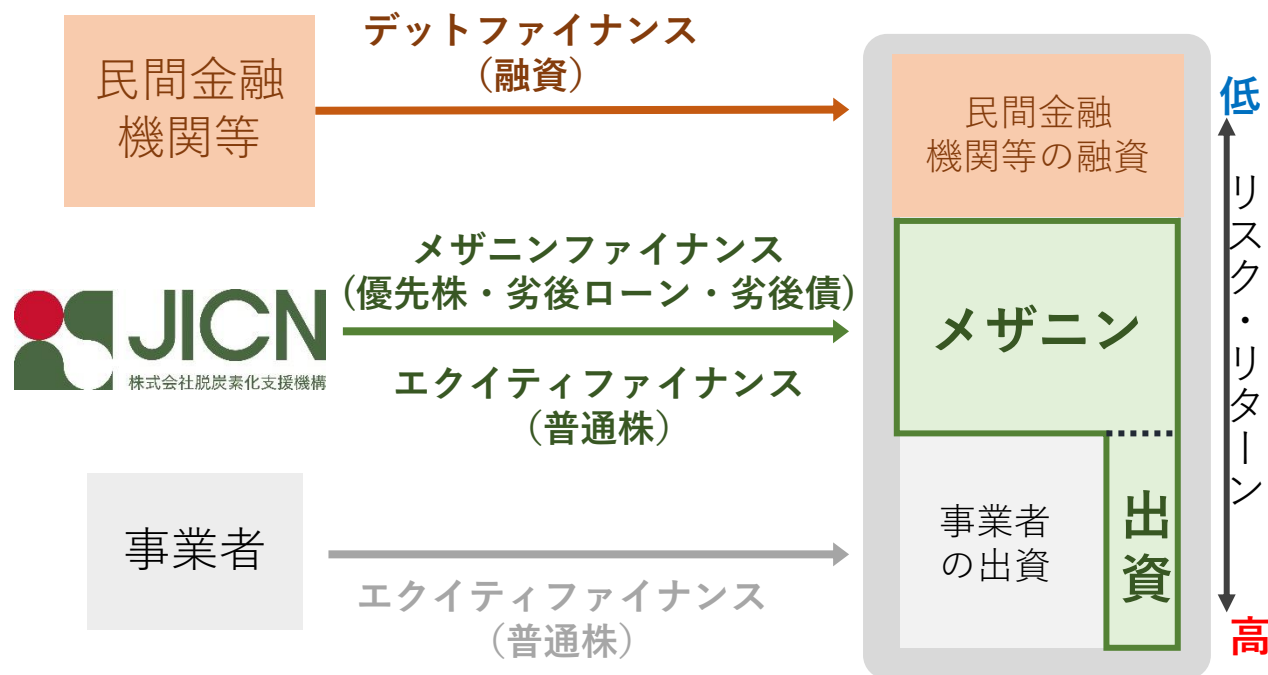 民間金融
機関等
デットファイナンス
（融資）
JICN
株式会社脱炭素化支援機構
メザニンファイナンス
(優先株・劣後ローン・劣後債)
エクイティファイナンス
（普通株）
事業者
エクイティファイナンス
（普通株）
民間金融
機関等の融資
メザニン
事業者
の出資
出資
低
リスク・リターン
高